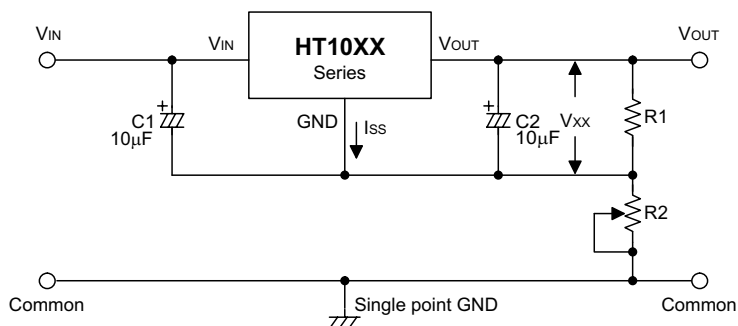 VIN
VIN
HT10XX
Series
VOUT
VOUT
GND
ISS
+
C1
10μF
+
C2
10μF
VXX
R1
R2
Common
Single point GND
Common